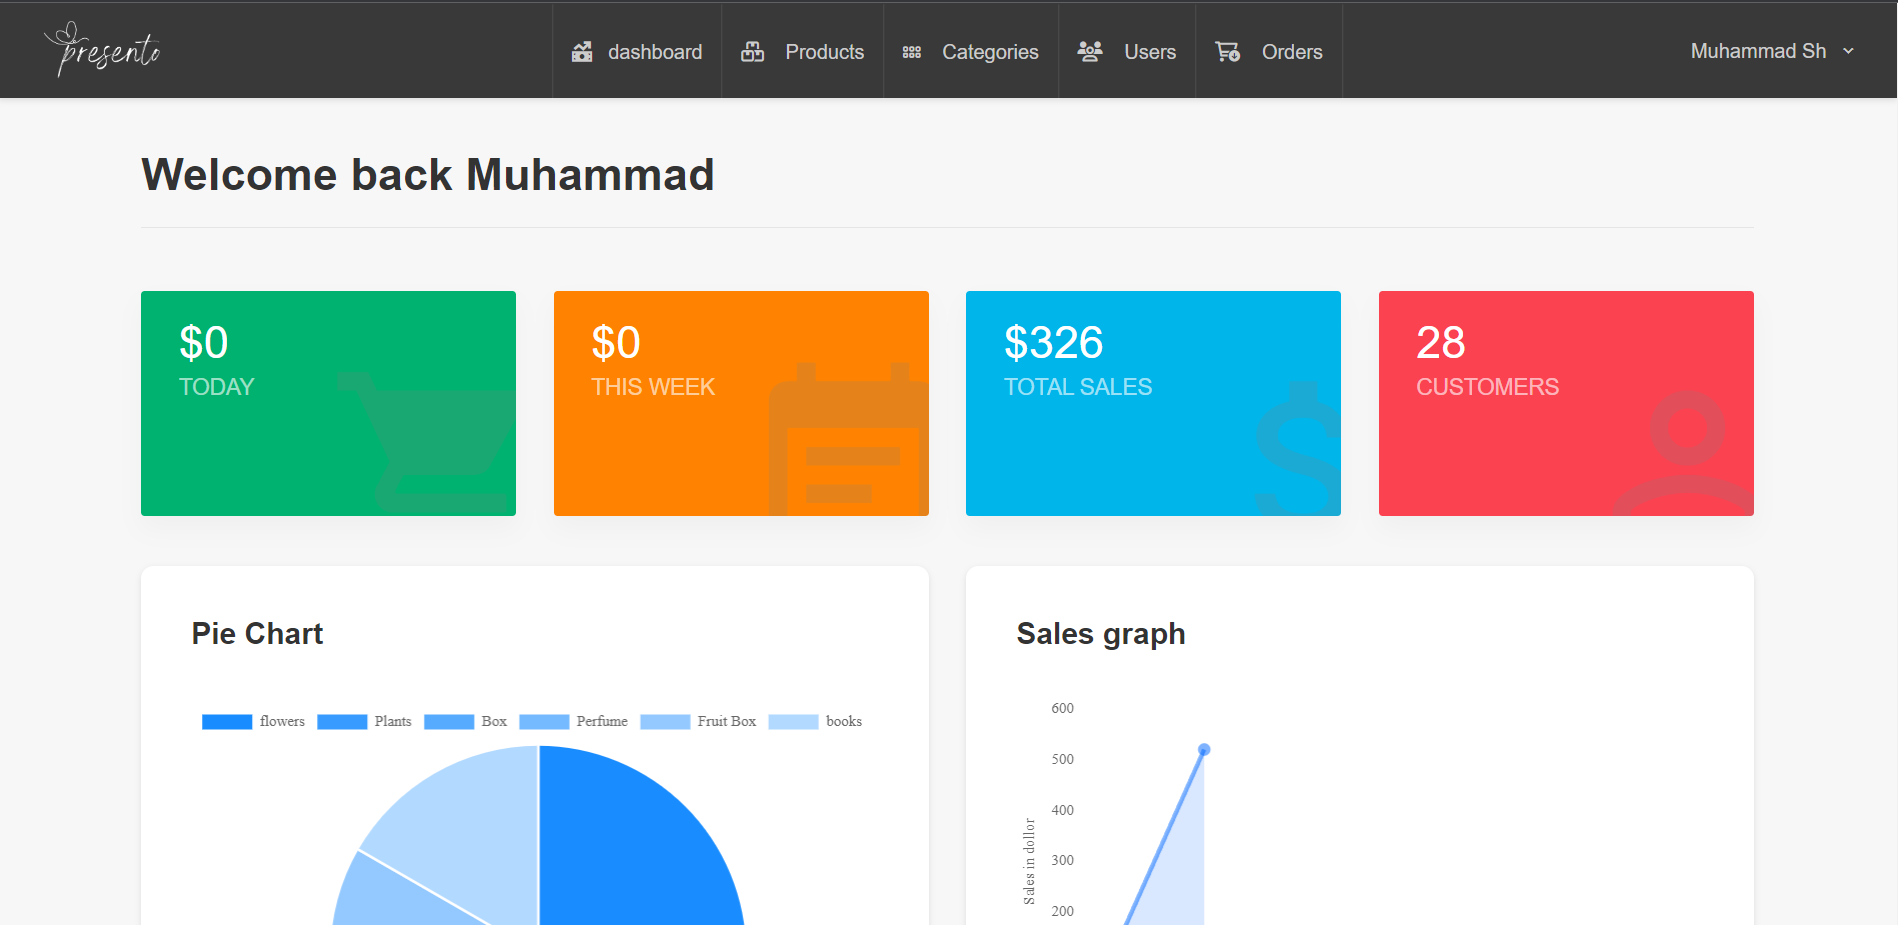 presento
dashboard
Products
Categories
Users
Orders
Muhammad Sh
Welcome back Muhammad
$0
TODAY
$0
THIS WEEK
$326
TOTAL SALES
28
CUSTOMERS
Pie Chart
flowers
Plants
Box
Perfume
Fruit Box
books
Sales graph
600
500
400
300
200
Sales in dollor